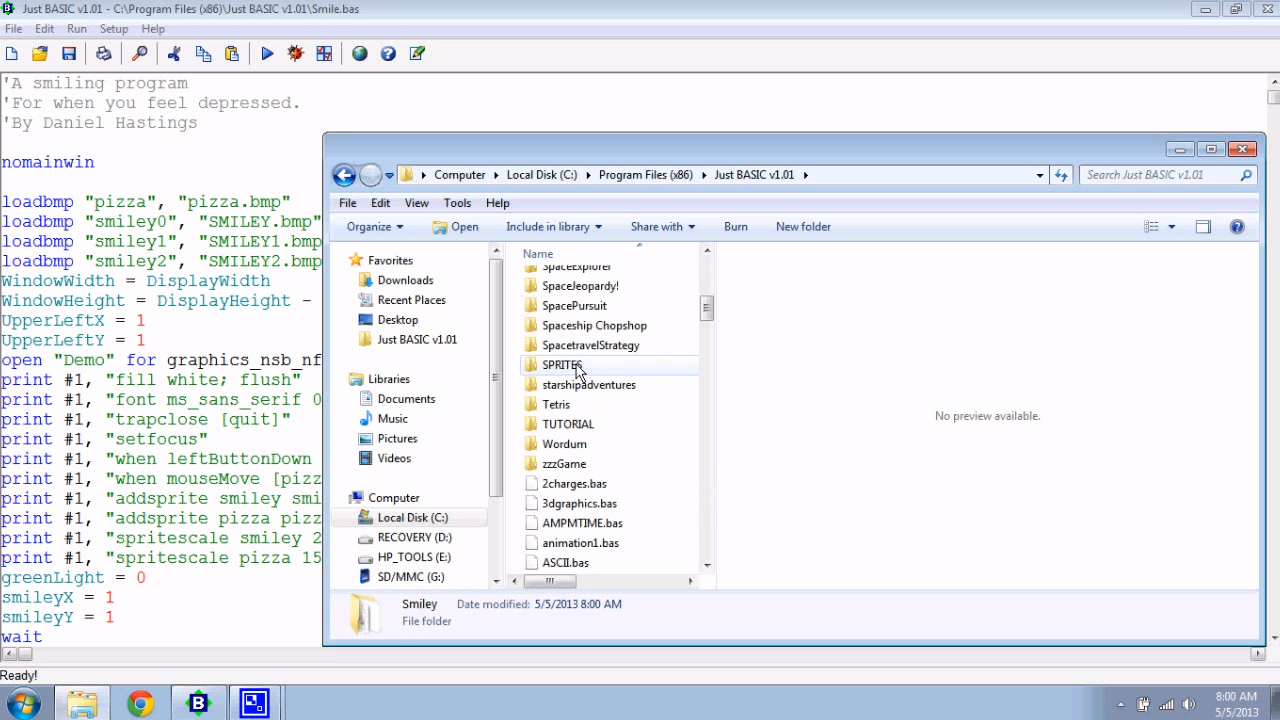 Just BASIC v1.01 - C:\Program Files (x86)\Just BASIC v1.01\Smile.bas
File Edit Run Setup Help
'A smiling program
'For when you feel depressed.
'By Daniel Hastings
nomainwin
loadbmp "pizza", "pizza.bmp"
loadbmp "smiley0", "SMILEY.bmp"
loadbmp "smiley1", "SMILEY1.bmp
loadbmp "smiley2", "SMILEY2.bmp
WindowWidth = DisplayWidth
WindowHeight = DisplayHeight -
UpperLeftX = 1
UpperLeftY = 1
open "Demo" for graphics_nsb_nf
print #1, "fill white; flush"
print #1, "font ms_sans_serif 0
print #1, "trapclose [quit]"
print #1, "setfocus"
print #1, "when leftButtonDown
print #1, "when mouseMove [pizz
print #1, "addsprite smiley smi
print #1, "addsprite pizza pizz
print #1, "spritescale smiley 2
print #1, "spritescale pizza 15
greenLight = 0
smileyX = 1
smileyY = 1
wait
Ready!
Computer Local Disk (C:) Program Files (x86) Just BASIC v1.01
Search Just BASIC v1.01
File Edit View Tools Help
Organize Open Include in library Share with Burn New folder
Favorites
Downloads
Recent Places
Desktop
Just BASIC v1.01
Libraries
Documents
Music
Pictures
Videos
Computer
Local Disk (C:)
RECOVERY (D:)
HP_TOOLS (E:)
SD/MMC (G:)
Name
SpaceExplorer
SpaceJeopardy!
SpacePursuit
Spaceship Chopshop
SpacetravelStrategy
SPRITES
starshipadventures
Tetris
TUTORIAL
Wordum
zzzGame
2charges.bas
3dgraphics.bas
AMPMTIME.bas
animation1.bas
ASCII.bas
No preview available.
Smiley Date modified: 5/5/2013 8:00 AM
File folder
8:00 AM
5/5/2013